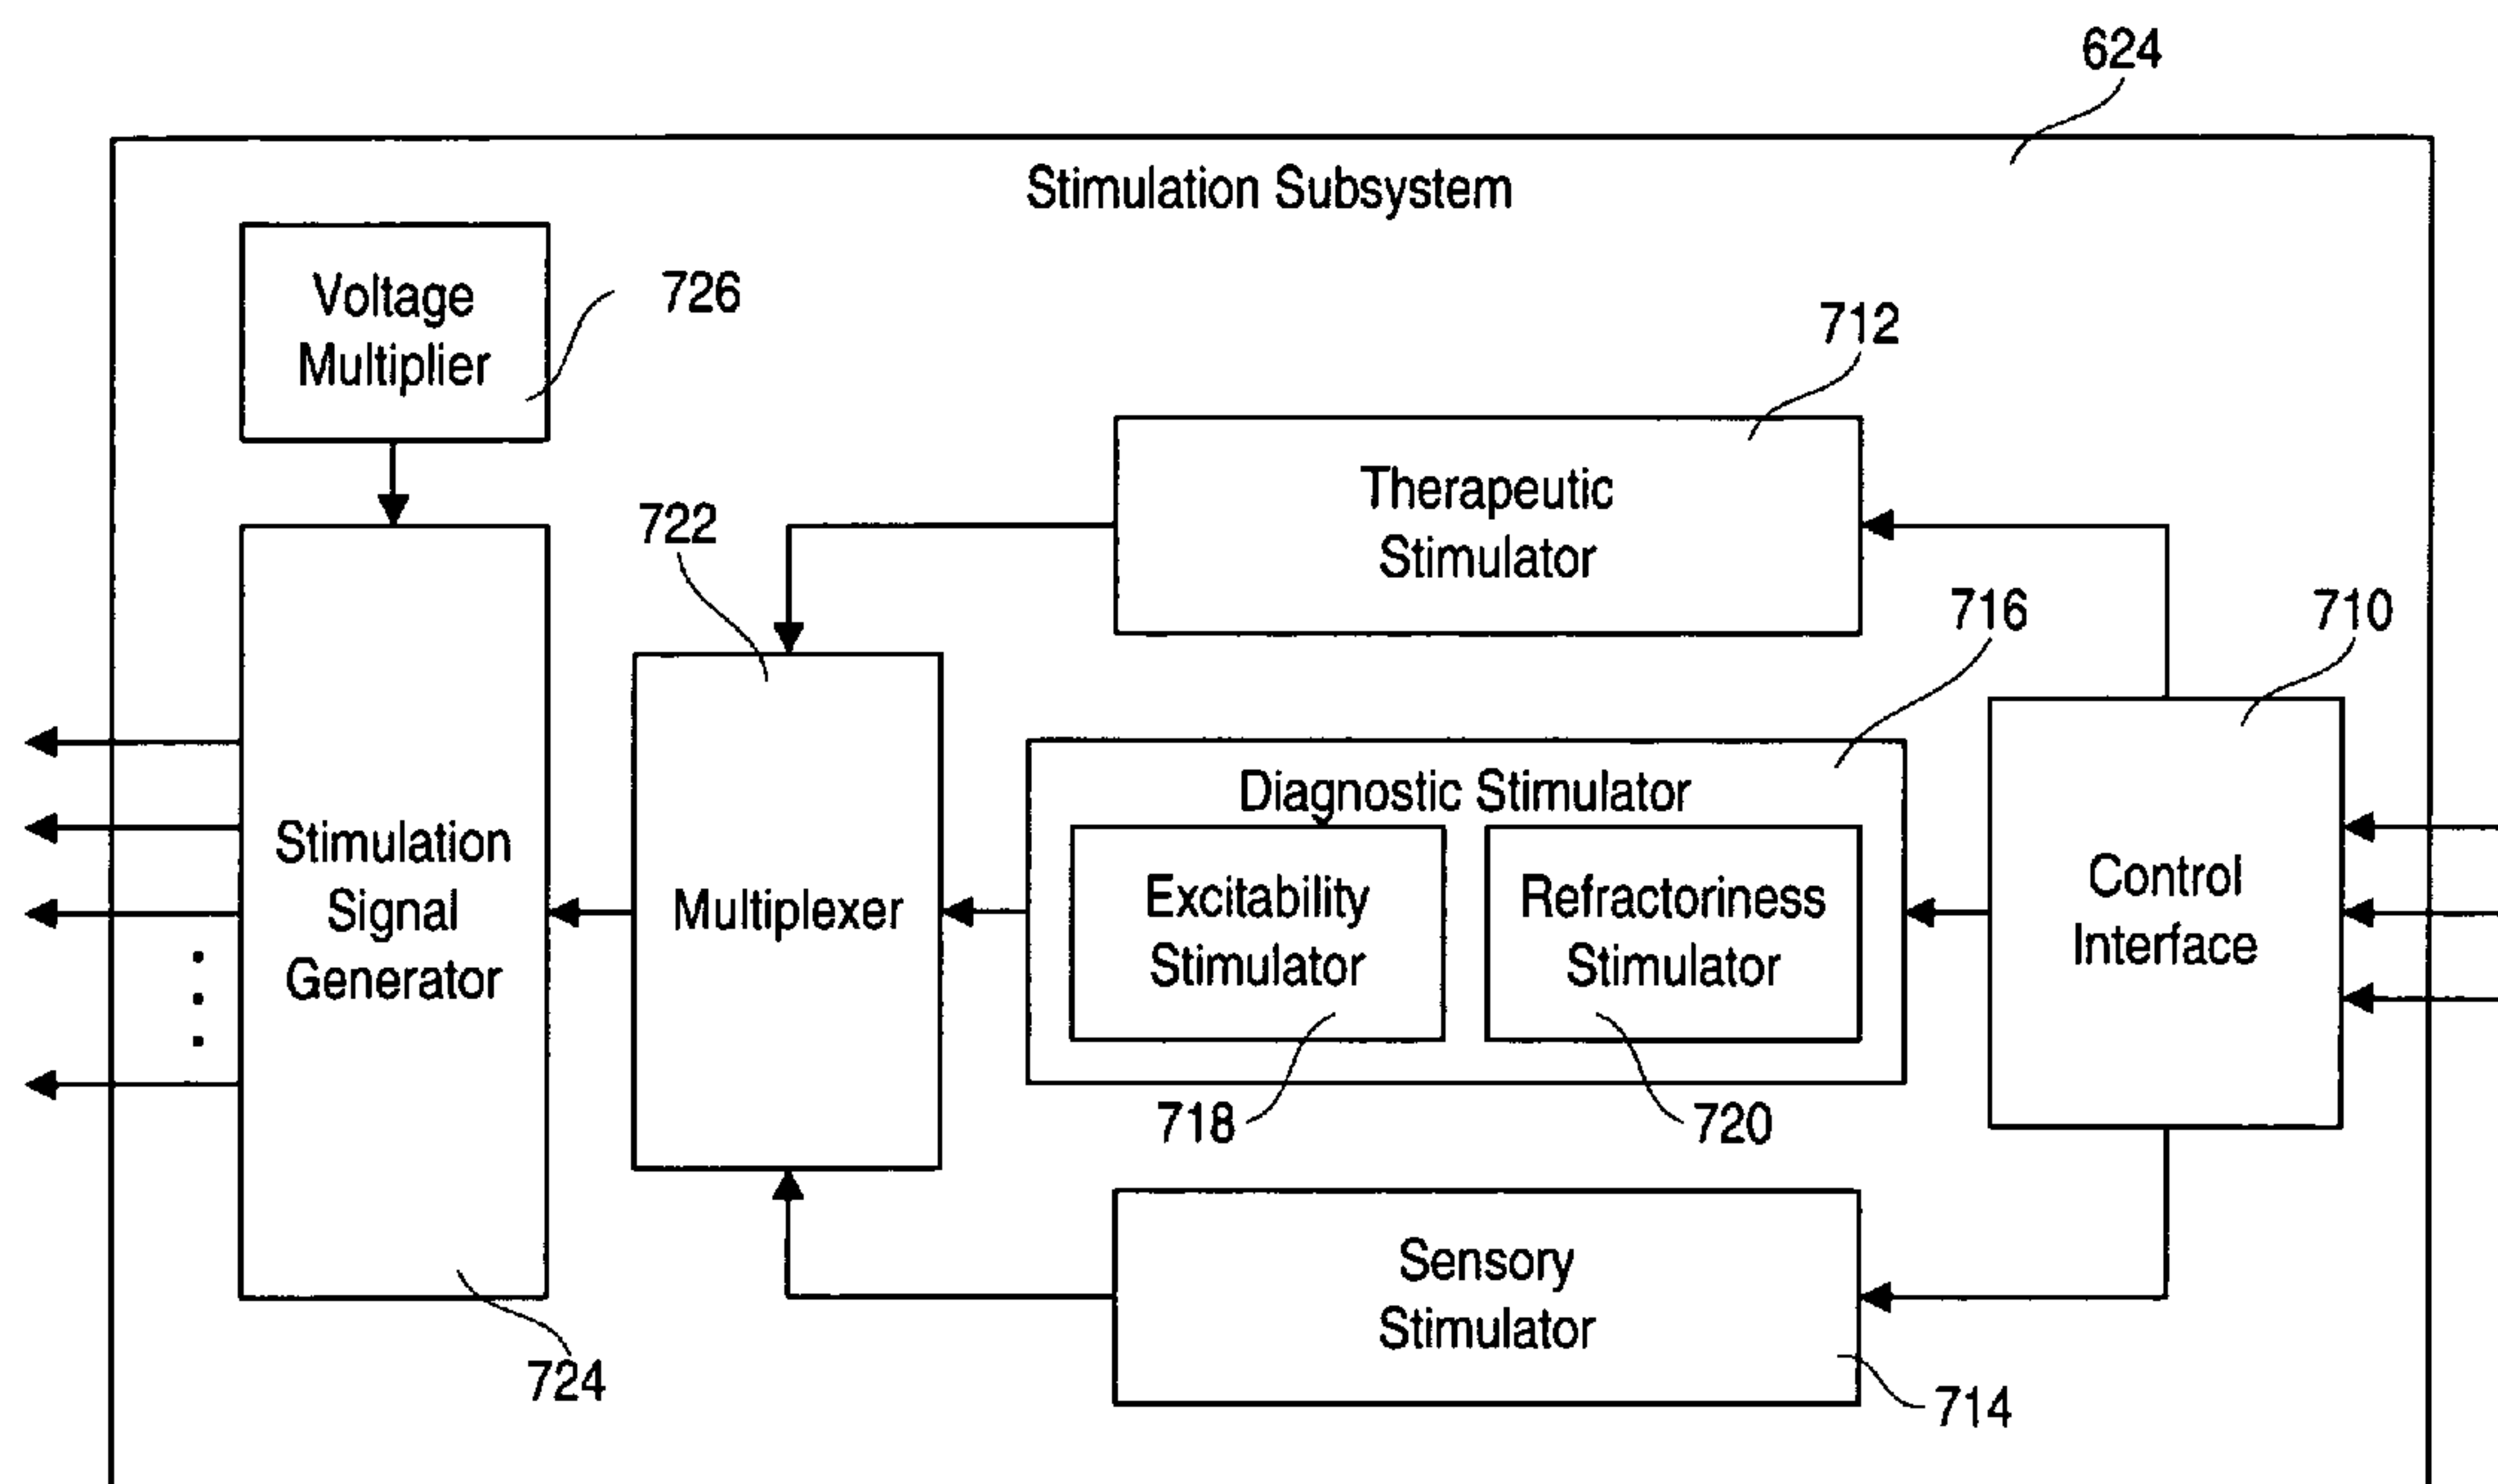 624
Stimulation Subsystem
Voltage
Multiplier
726
712
Therapeutic
Stimulator
722
716
710
Diagnostic Stimulator
Excitability
Stimulator
Refractoriness
Stimulator
Control
Interface
Stimulation
Signal
Generator
Multiplexer
718
720
Sensory
Stimulator
724
714